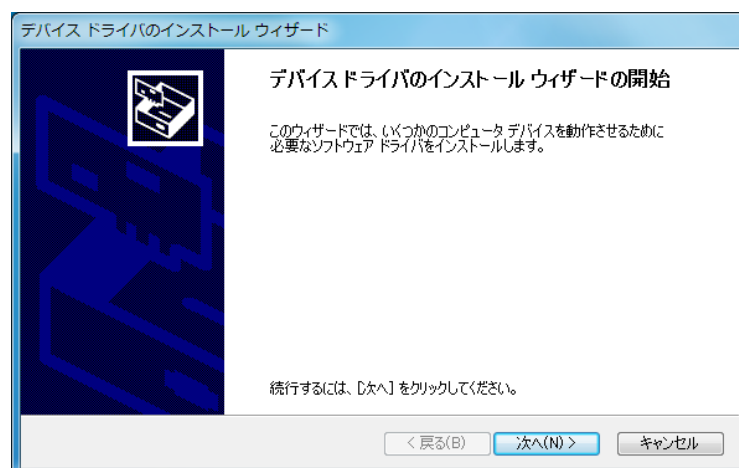 デバイス ドライバのインストール ウィザード
デバイス ドライバのインストール ウィザードの開始
このウィザードでは、いくつかのコンピュータ デバイスを動作させるために
必要なソフトウェア ドライバをインストールします。
続行するには、[次へ] をクリックしてください。
< 戻る(B)
次へ(N) >
キャンセル